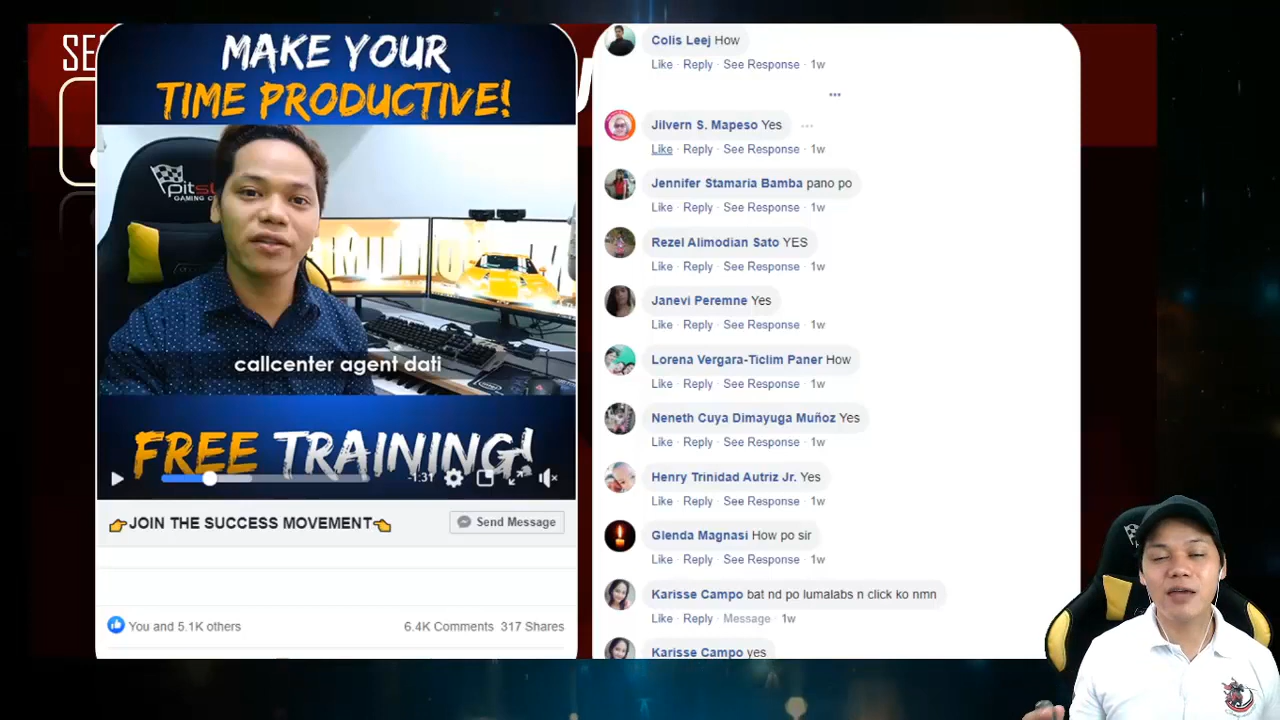 MAKE YOUR
TIME PRODUCTIVE!
GAMING
callcenter agent dati
FREE TRAINING!
-1:31
JOIN THE SUCCESS MOVEMENT
Send Message
You and 5.1K others
6.4K Comments 317 Shares
Colis Leej How
Like · Reply · See Response · 1w
Jilvern S. Mapeso Yes
Like · Reply · See Response · 1w
Jennifer Stamaria Bamba pano po
Like · Reply · See Response · 1w
Rezel Alimodian Sato YES
Like · Reply · See Response · 1w
Janevi Peremne Yes
Like · Reply · See Response · 1w
Lorena Vergara-Ticlim Paner How
Like · Reply · See Response · 1w
Neneth Cuya Dimayuga Muñoz Yes
Like · Reply · See Response · 1w
Henry Trinidad Autriz Jr. Yes
Like · Reply · See Response · 1w
Glenda Magnasi How po sir
Like · Reply · See Response · 1w
Karisse Campo bat nd po lumalabs n click ko nmn
Like · Reply · Message · 1w
Karisse Campo yes